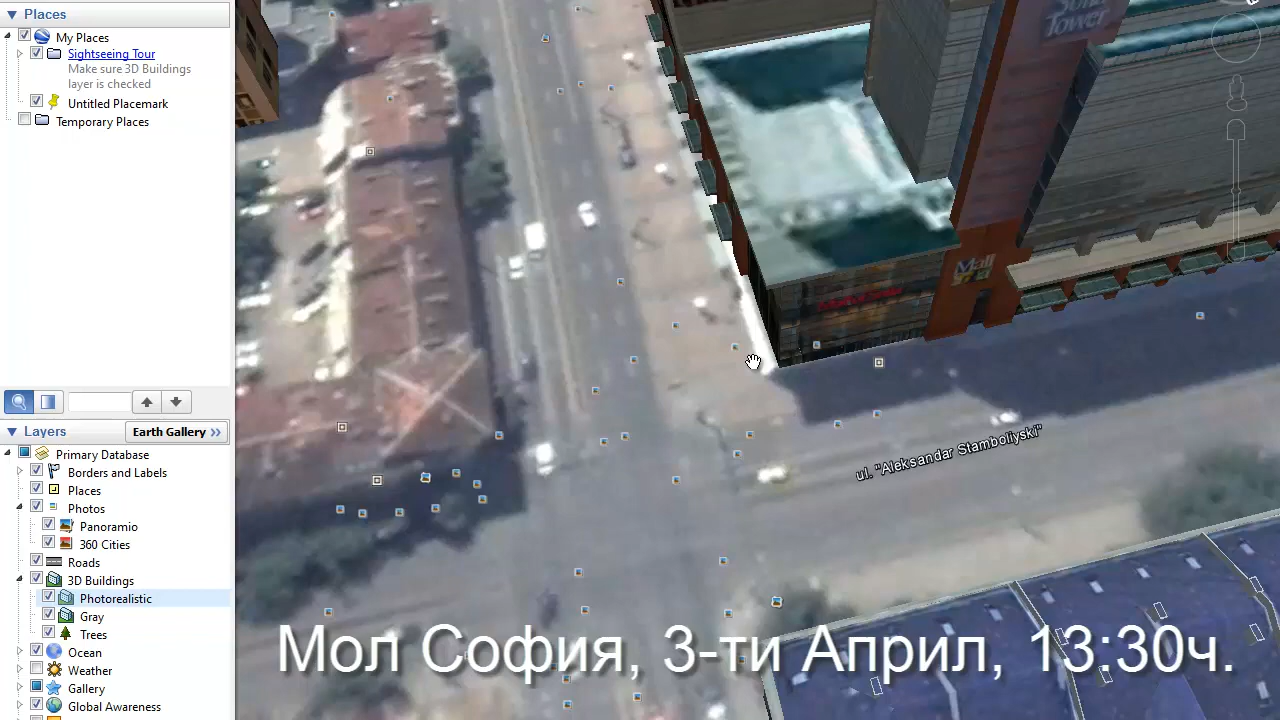 Places
My Places
Sightseeing Tour
Make sure 3D Buildings
layer is checked
Untitled Placemark
Temporary Places
Layers
Earth Gallery >>
Primary Database
Borders and Labels
Places
Photos
Panoramio
360 Cities
Roads
3D Buildings
Photorealistic
Gray
Trees
Ocean
Weather
Gallery
Global Awareness
Tower
Mall
ul. "Aleksandar Stamboliyski"
Мол София, 3-ти Април, 13:30ч.